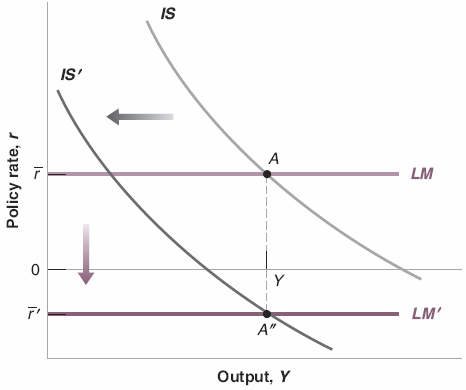 IS
IS′
A
r̄
LM
Policy rate, r
0
Y
r̄′
LM′
A″
Output, Y